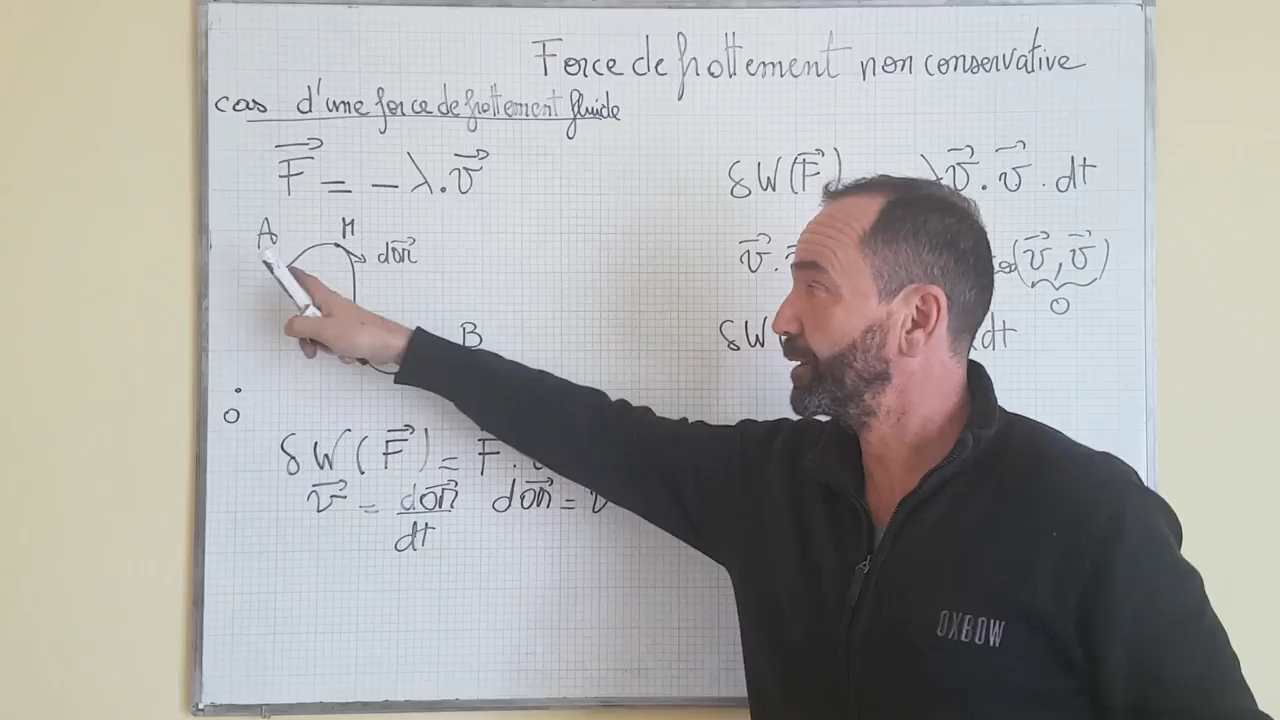 Force de frottement non conservative
cas d'une force de frottement fluide
F⃗ = - λ.v⃗
A M dOM⃗
B
O
δW(F⃗) = F⃗.
v⃗ = dOM⃗/dt dOM⃗ = v⃗
δW(F⃗) λv⃗.v⃗.dt
v⃗. (v⃗,v⃗)
O
δW dt
OXBOW